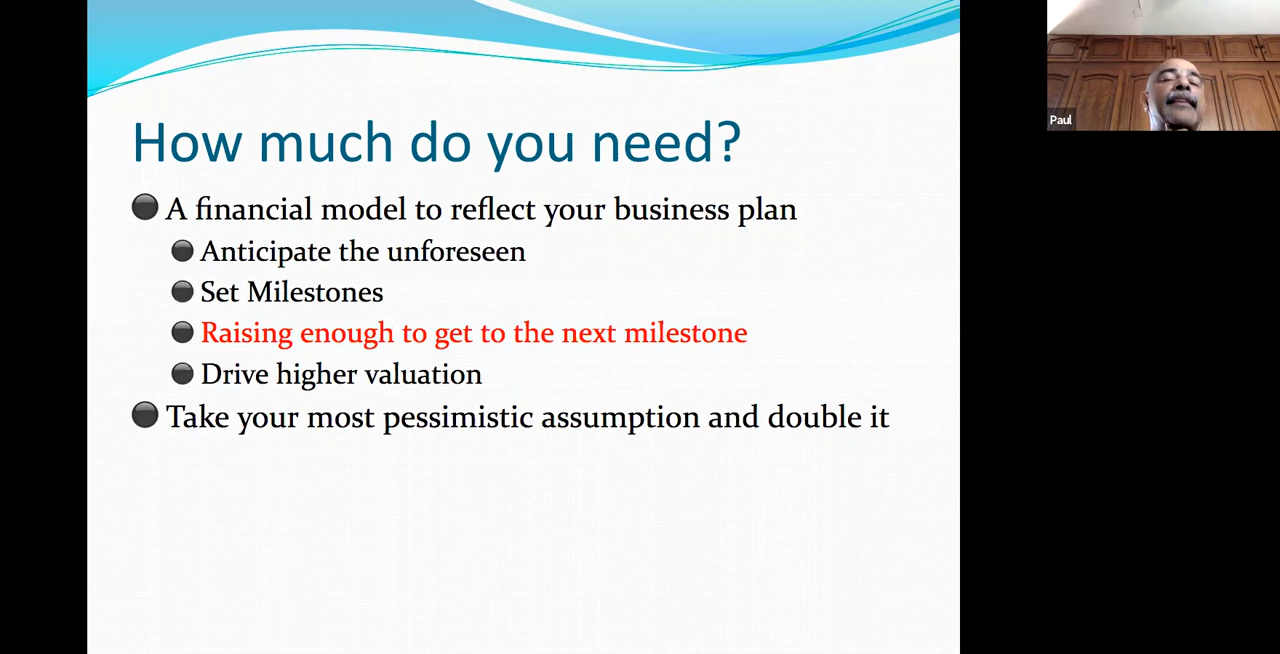 How much do you need?
A financial model to reflect your business plan
Anticipate the unforeseen
Set Milestones
Raising enough to get to the next milestone
Drive higher valuation
Take your most pessimistic assumption and double it
Paul